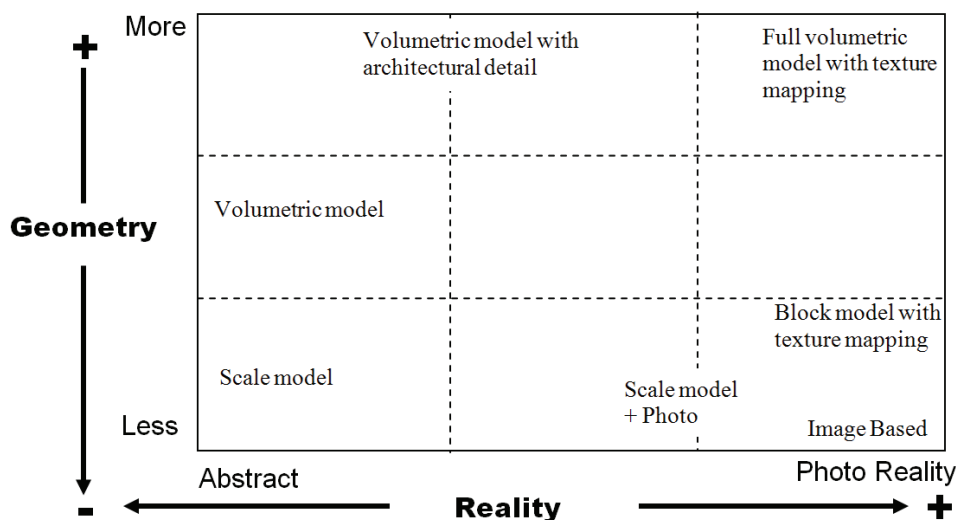 More
+
Volumetric model with
architectural detail
Full volumetric
model with texture
mapping
Geometry
Volumetric model
Block model with
texture mapping
Scale model
Scale model
+ Photo
Less
Image Based
Abstract
Photo Reality
-
Reality
+